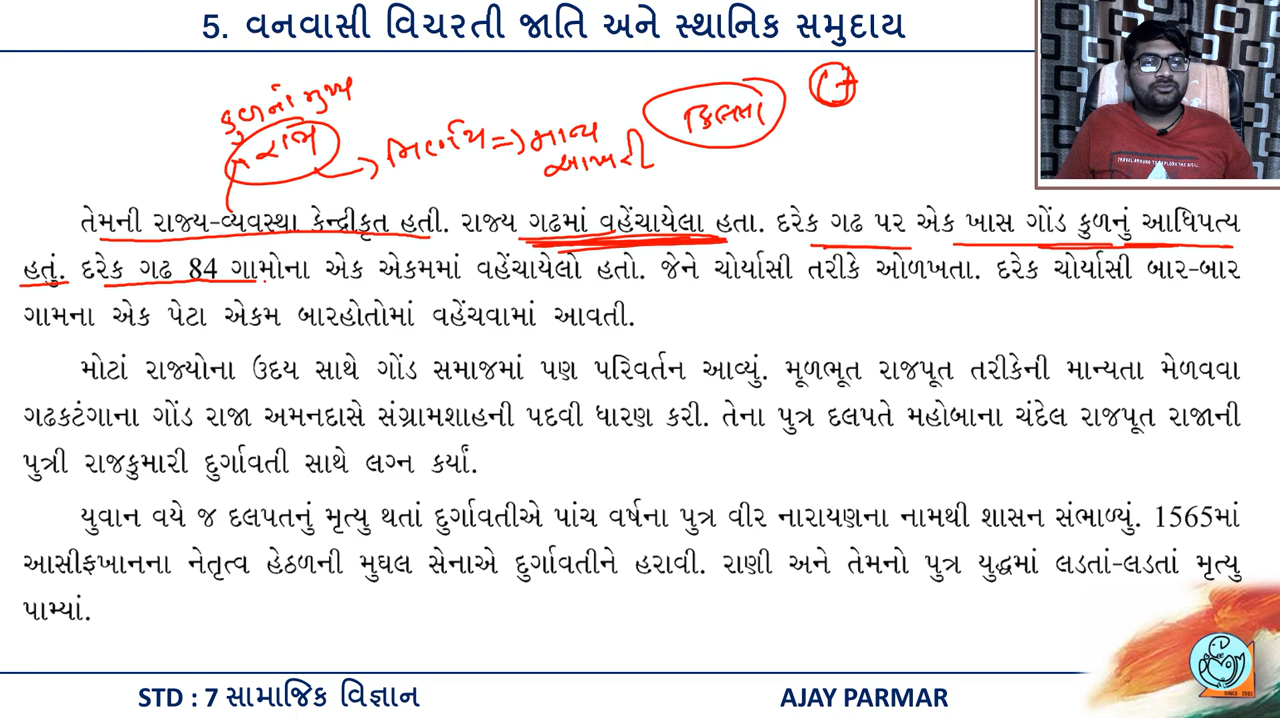 5. વનવાસી વિચરતી જાતિ અને સ્થાનિક સમુદાય
કુળનો મુખ્ય
રાજા
નિર્ણય => માન્ય
આખરી
કિલ્લા
તેમની રાજ્ય-વ્યવસ્થા કેન્દ્રીકૃત હતી. રાજ્ય ગઢમાં વહેંચાયેલા હતા. દરેક ગઢ પર એક ખાસ ગોંડ કુળનું આધિપત્ય
હતું. દરેક ગઢ 84 ગામોના એક એકમમાં વહેંચાયેલો હતો. જેને ચોર્યાસી તરીકે ઓળખતા. દરેક ચોર્યાસી બાર-બાર
ગામના એક પેટા એકમ બારહોતોમાં વહેંચવામાં આવતી.
મોટાં રાજ્યોના ઉદય સાથે ગોંડ સમાજમાં પણ પરિવર્તન આવ્યું. મૂળભૂત રાજપૂત તરીકેની માન્યતા મેળવવા
ગઢકટંગાના ગોંડ રાજા અમનદાસે સંગ્રામશાહની પદવી ધારણ કરી. તેના પુત્ર દલપતે મહોબાના ચંદેલ રાજપૂત રાજાની
પુત્રી રાજકુમારી દુર્ગાવતી સાથે લગ્ન કર્યાં.
યુવાન વયે જ દલપતનું મૃત્યુ થતાં દુર્ગાવતીએ પાંચ વર્ષના પુત્ર વીર નારાયણના નામથી શાસન સંભાળ્યું. 1565માં
આસીફખાનના નેતૃત્વ હેઠળની મુઘલ સેનાએ દુર્ગાવતીને હરાવી. રાણી અને તેમનો પુત્ર યુદ્ધમાં લડતાં-લડતાં મૃત્યુ
પામ્યાં.
STD : 7 સામાજિક વિજ્ઞાન
AJAY PARMAR
SINCE - 2001